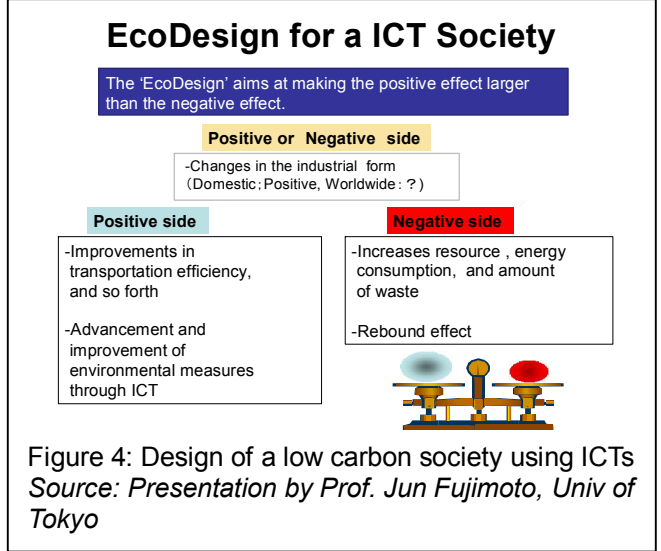 EcoDesign for a ICT Society
The ‘EcoDesign’ aims at making the positive effect larger
than the negative effect.
Positive or Negative side
-Changes in the industrial form
（Domestic；Positive, Worldwide：？)
Positive side
-Improvements in
transportation efficiency,
and so forth
-Advancement and
improvement of
environmental measures
through ICT
Negative side
-Increases resource , energy
consumption, and amount
of waste
-Rebound effect
Figure 4: Design of a low carbon society using ICTs
Source: Presentation by Prof. Jun Fujimoto, Univ of
Tokyo